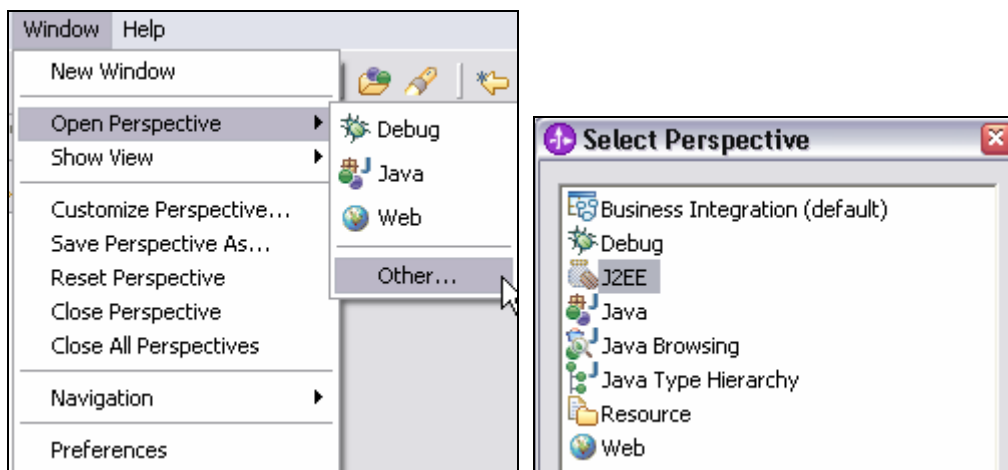 Window Help
New Window
Open Perspective
Show View
Customize Perspective...
Save Perspective As...
Reset Perspective
Close Perspective
Close All Perspectives
Navigation
Preferences
Debug
Java
Web
Other...
Select Perspective
Business Integration (default)
Debug
J2EE
Java
Java Browsing
Java Type Hierarchy
Resource
Web